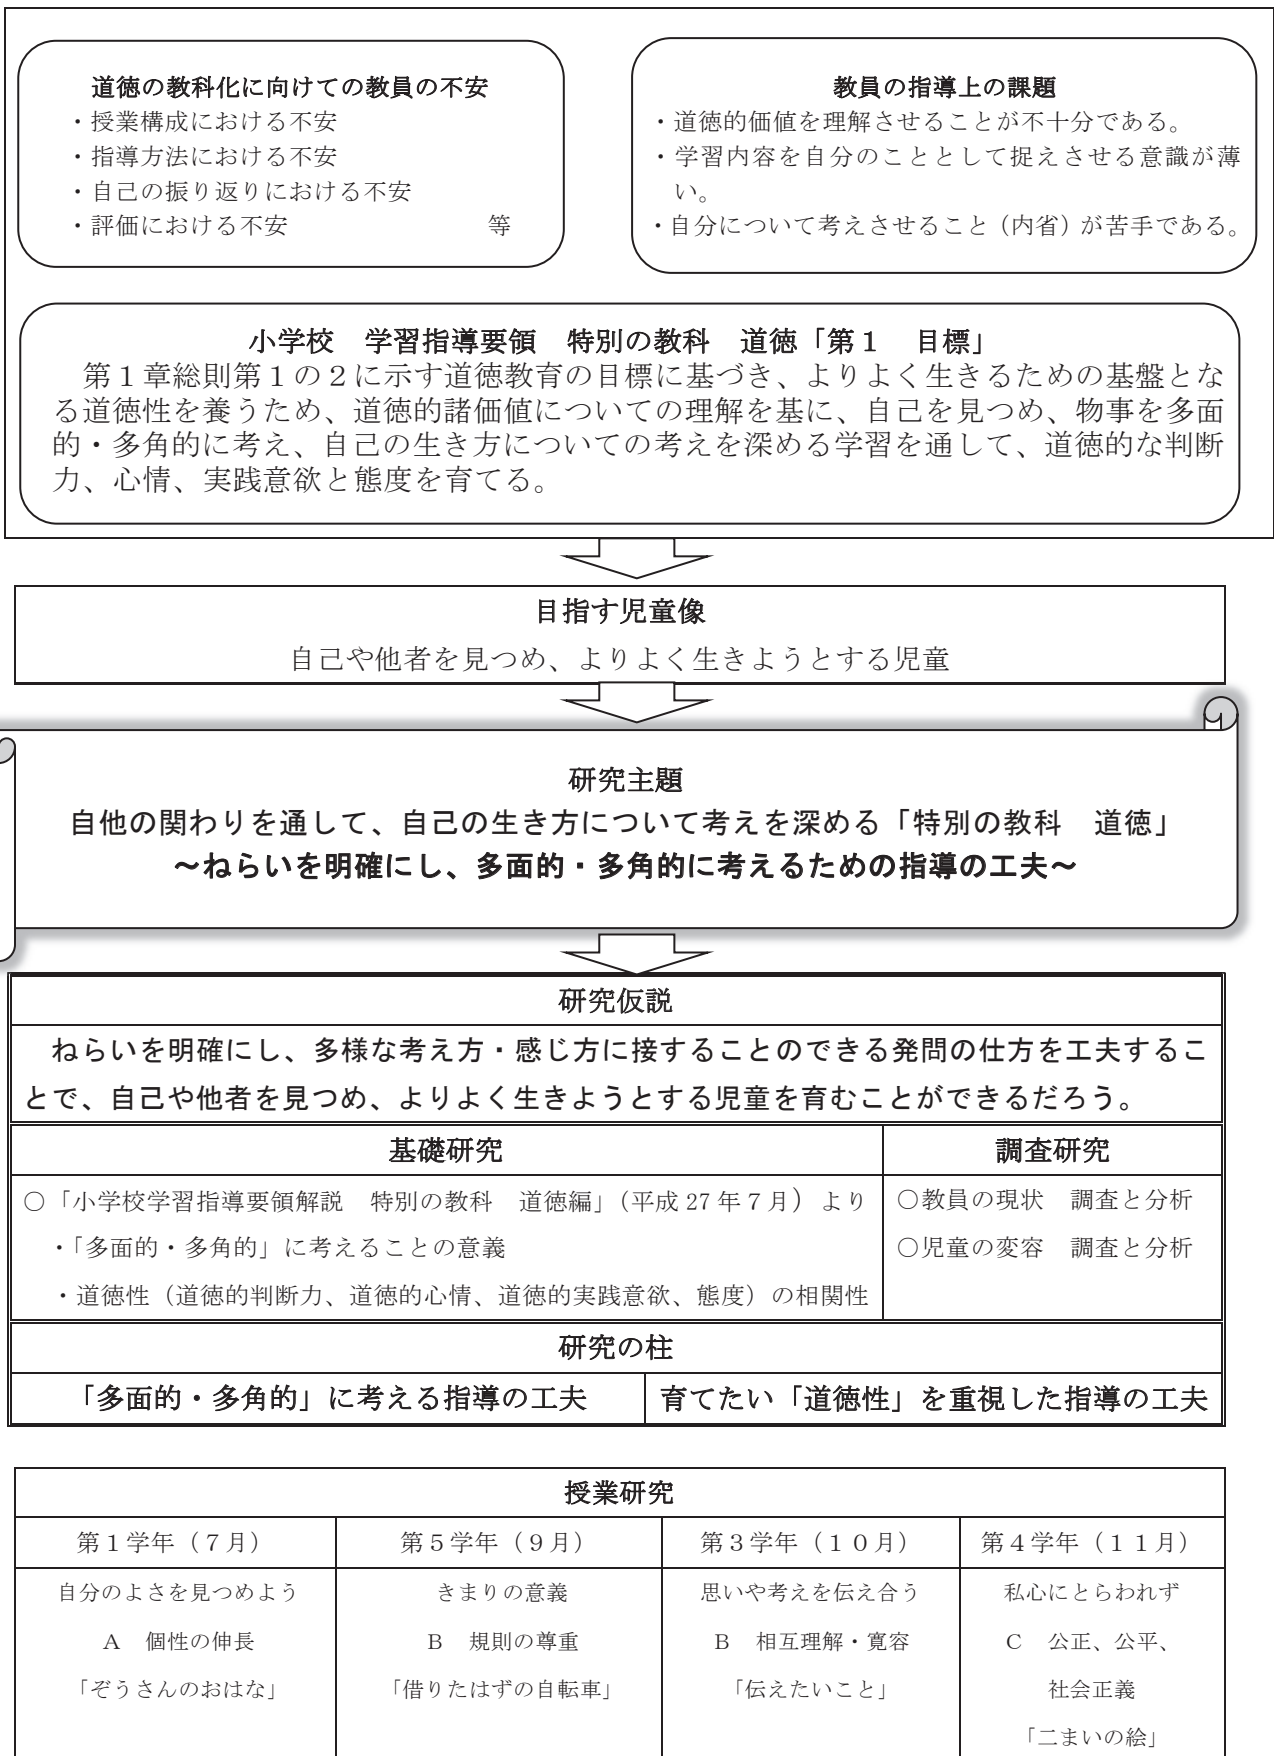 道徳の教科化に向けての教員の不安
・授業構成における不安
・指導方法における不安
・自己の振り返りにおける不安
・評価における不安　　　　　　　　等
教員の指導上の課題
・道徳的価値を理解させることが不十分である。
・学習内容を自分のこととして捉えさせる意識が薄
い。
・自分について考えさせること（内省）が苦手である。
小学校　学習指導要領　特別の教科　道徳「第１　目標」
第１章総則第１の２に示す道徳教育の目標に基づき、よりよく生きるための基盤とな
る道徳性を養うため、道徳的諸価値についての理解を基に、自己を見つめ、物事を多面
的・多角的に考え、自己の生き方についての考えを深める学習を通して、道徳的な判断
力、心情、実践意欲と態度を育てる。
目指す児童像
自己や他者を見つめ、よりよく生きようとする児童
研究主題
自他の関わりを通して、自己の生き方について考えを深める「特別の教科　道徳」
～ねらいを明確にし、多面的・多角的に考えるための指導の工夫～
研究仮説
ねらいを明確にし、多様な考え方・感じ方に接することのできる発問の仕方を工夫するこ
とで、自己や他者を見つめ、よりよく生きようとする児童を育むことができるだろう。
基礎研究
○「小学校学習指導要領解説　特別の教科　道徳編」（平成 27 年７月）より
・「多面的・多角的」に考えることの意義
・道徳性（道徳的判断力、道徳的心情、道徳的実践意欲、態度）の相関性
調査研究
○教員の現状　調査と分析
○児童の変容　調査と分析
研究の柱
「多面的・多角的」に考える指導の工夫
育てたい「道徳性」を重視した指導の工夫
授業研究
第１学年（７月）
自分のよさを見つめよう
Ａ　個性の伸長
「ぞうさんのおはな」
第５学年（９月）
きまりの意義
Ｂ　規則の尊重
「借りたはずの自転車」
第３学年（１０月）
思いや考えを伝え合う
Ｂ　相互理解・寛容
「伝えたいこと」
第４学年（１１月）
私心にとらわれず
Ｃ　公正、公平、
社会正義
「二まいの絵」